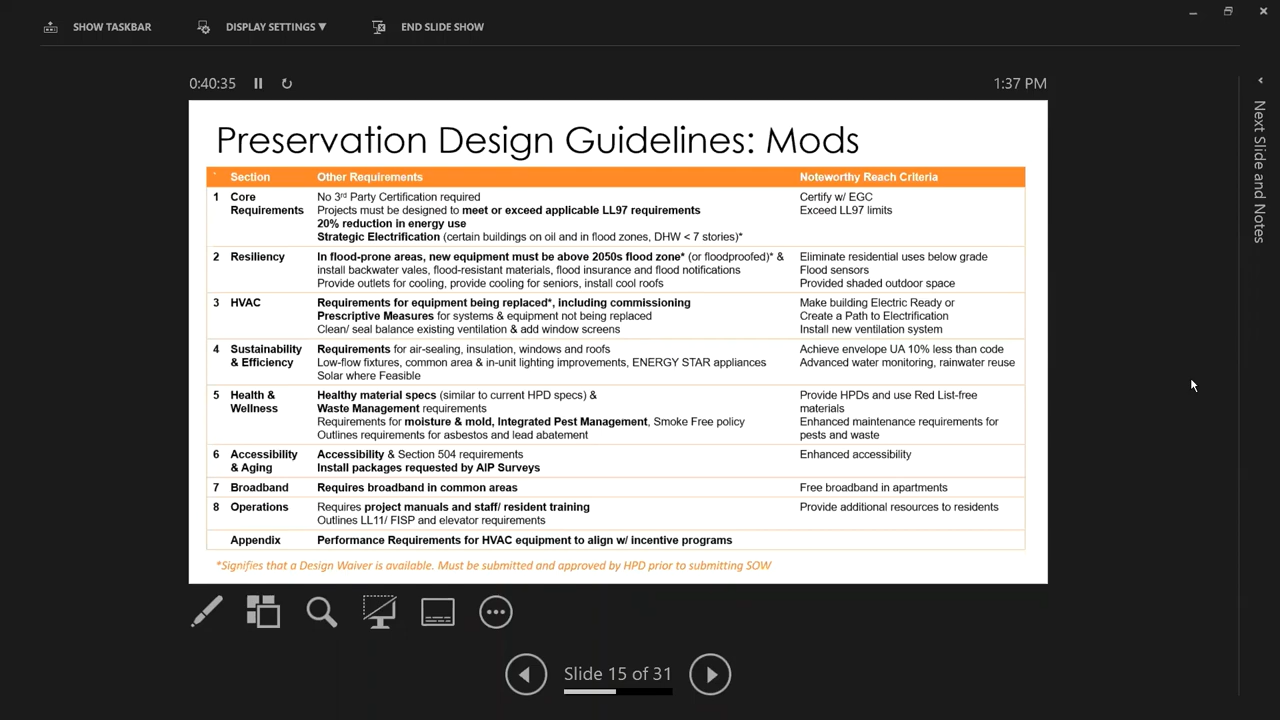 SHOW TASKBAR DISPLAY SETTINGS ▼ END SLIDE SHOW
0:40:35 1:37 PM
Next Slide and Notes
Preservation Design Guidelines: Mods
Section Other Requirements Noteworthy Reach Criteria
1 Core No 3rd Party Certification required Certify w/ EGC
Requirements Projects must be designed to meet or exceed applicable LL97 requirements Exceed LL97 limits
20% reduction in energy use
Strategic Electrification (certain buildings on oil and in flood zones, DHW < 7 stories)*
2 Resiliency In flood-prone areas, new equipment must be above 2050s flood zone* (or floodproofed)* & Eliminate residential uses below grade
install backwater vales, flood-resistant materials, flood insurance and flood notifications Flood sensors
Provide outlets for cooling, provide cooling for seniors, install cool roofs Provided shaded outdoor space
3 HVAC Requirements for equipment being replaced*, including commissioning Make building Electric Ready or
Prescriptive Measures for systems & equipment not being replaced Create a Path to Electrification
Clean/ seal balance existing ventilation & add window screens Install new ventilation system
4 Sustainability Requirements for air-sealing, insulation, windows and roofs Achieve envelope UA 10% less than code
& Efficiency Low-flow fixtures, common area & in-unit lighting improvements, ENERGY STAR appliances Advanced water monitoring, rainwater reuse
Solar where Feasible
5 Health & Healthy material specs (similar to current HPD specs) & Provide HPDs and use Red List-free
Wellness Waste Management requirements materials
Requirements for moisture & mold, Integrated Pest Management, Smoke Free policy Enhanced maintenance requirements for
Outlines requirements for asbestos and lead abatement pests and waste
6 Accessibility Accessibility & Section 504 requirements Enhanced accessibility
& Aging Install packages requested by AIP Surveys
7 Broadband Requires broadband in common areas Free broadband in apartments
8 Operations Requires project manuals and staff/ resident training Provide additional resources to residents
Outlines LL11/ FISP and elevator requirements
Appendix Performance Requirements for HVAC equipment to align w/ incentive programs
*Signifies that a Design Waiver is available. Must be submitted and approved by HPD prior to submitting SOW
Slide 15 of 31